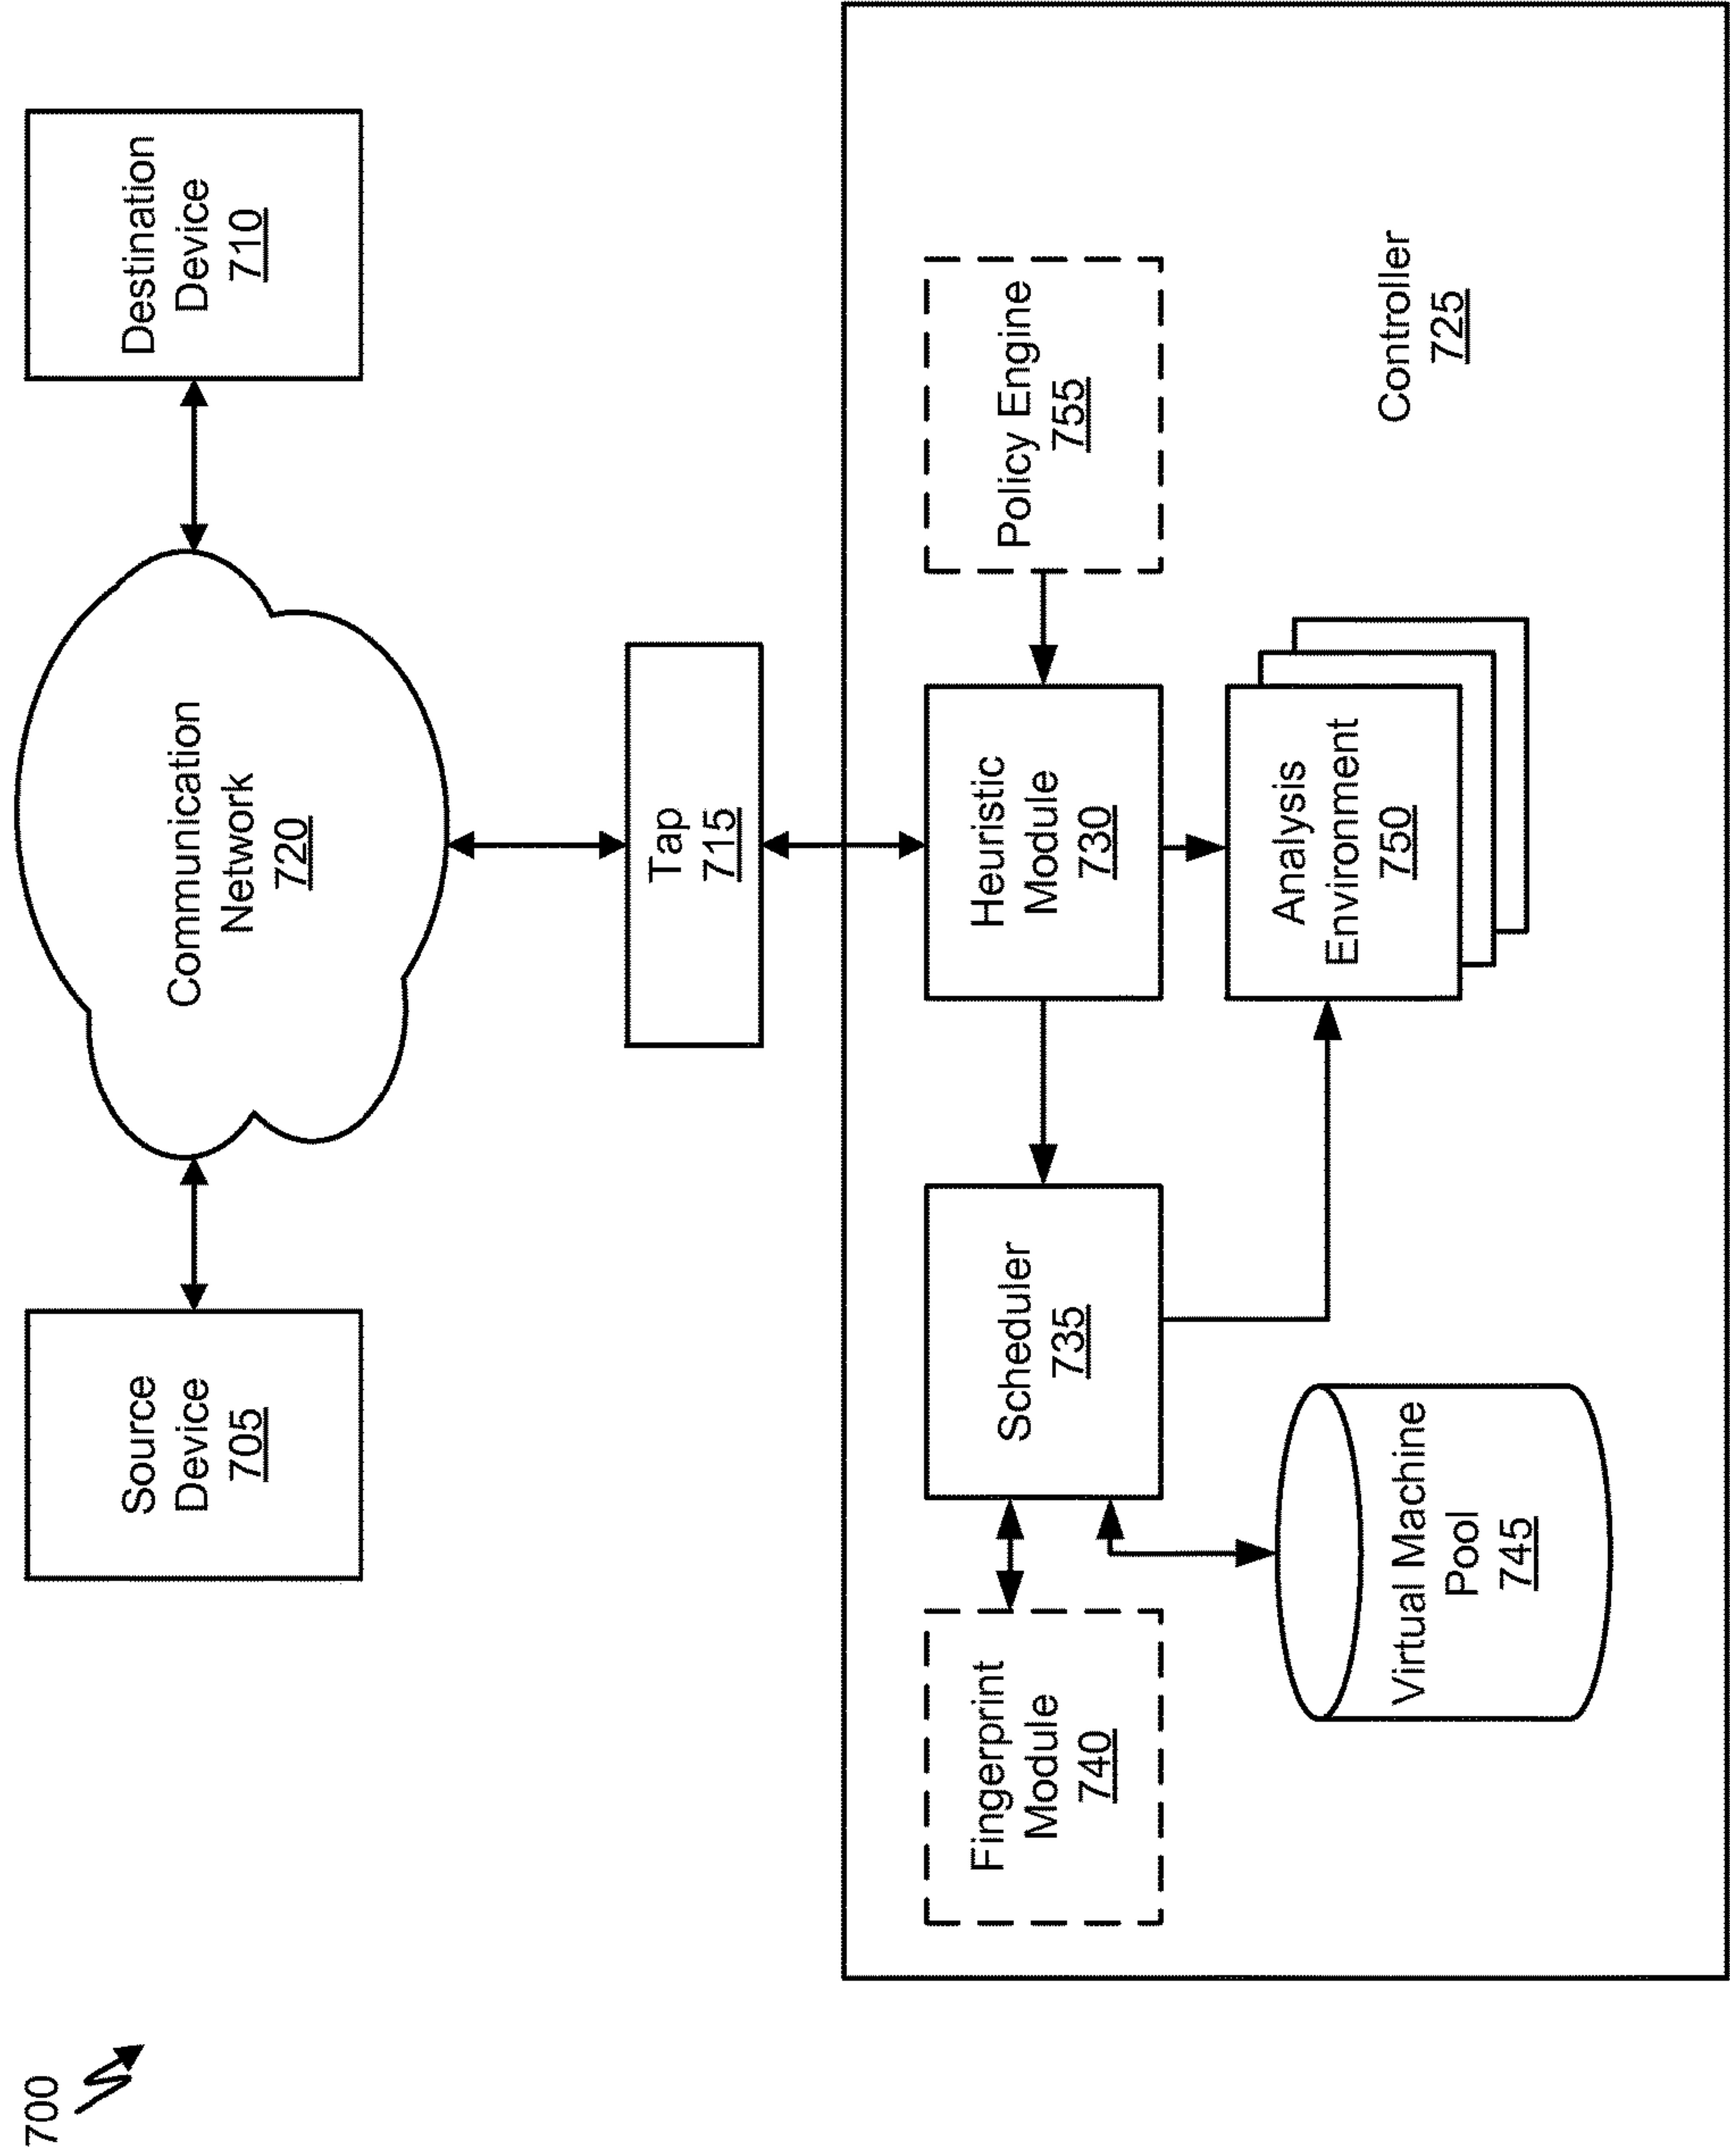 700
Source
Device
705
Communication
Network
720
Destination
Device
710
Tap
715
Fingerprint
Module
740
Scheduler
735
Heuristic
Module
730
Policy Engine
755
Virtual Machine
Pool
745
Analysis
Environment
750
Controller
725